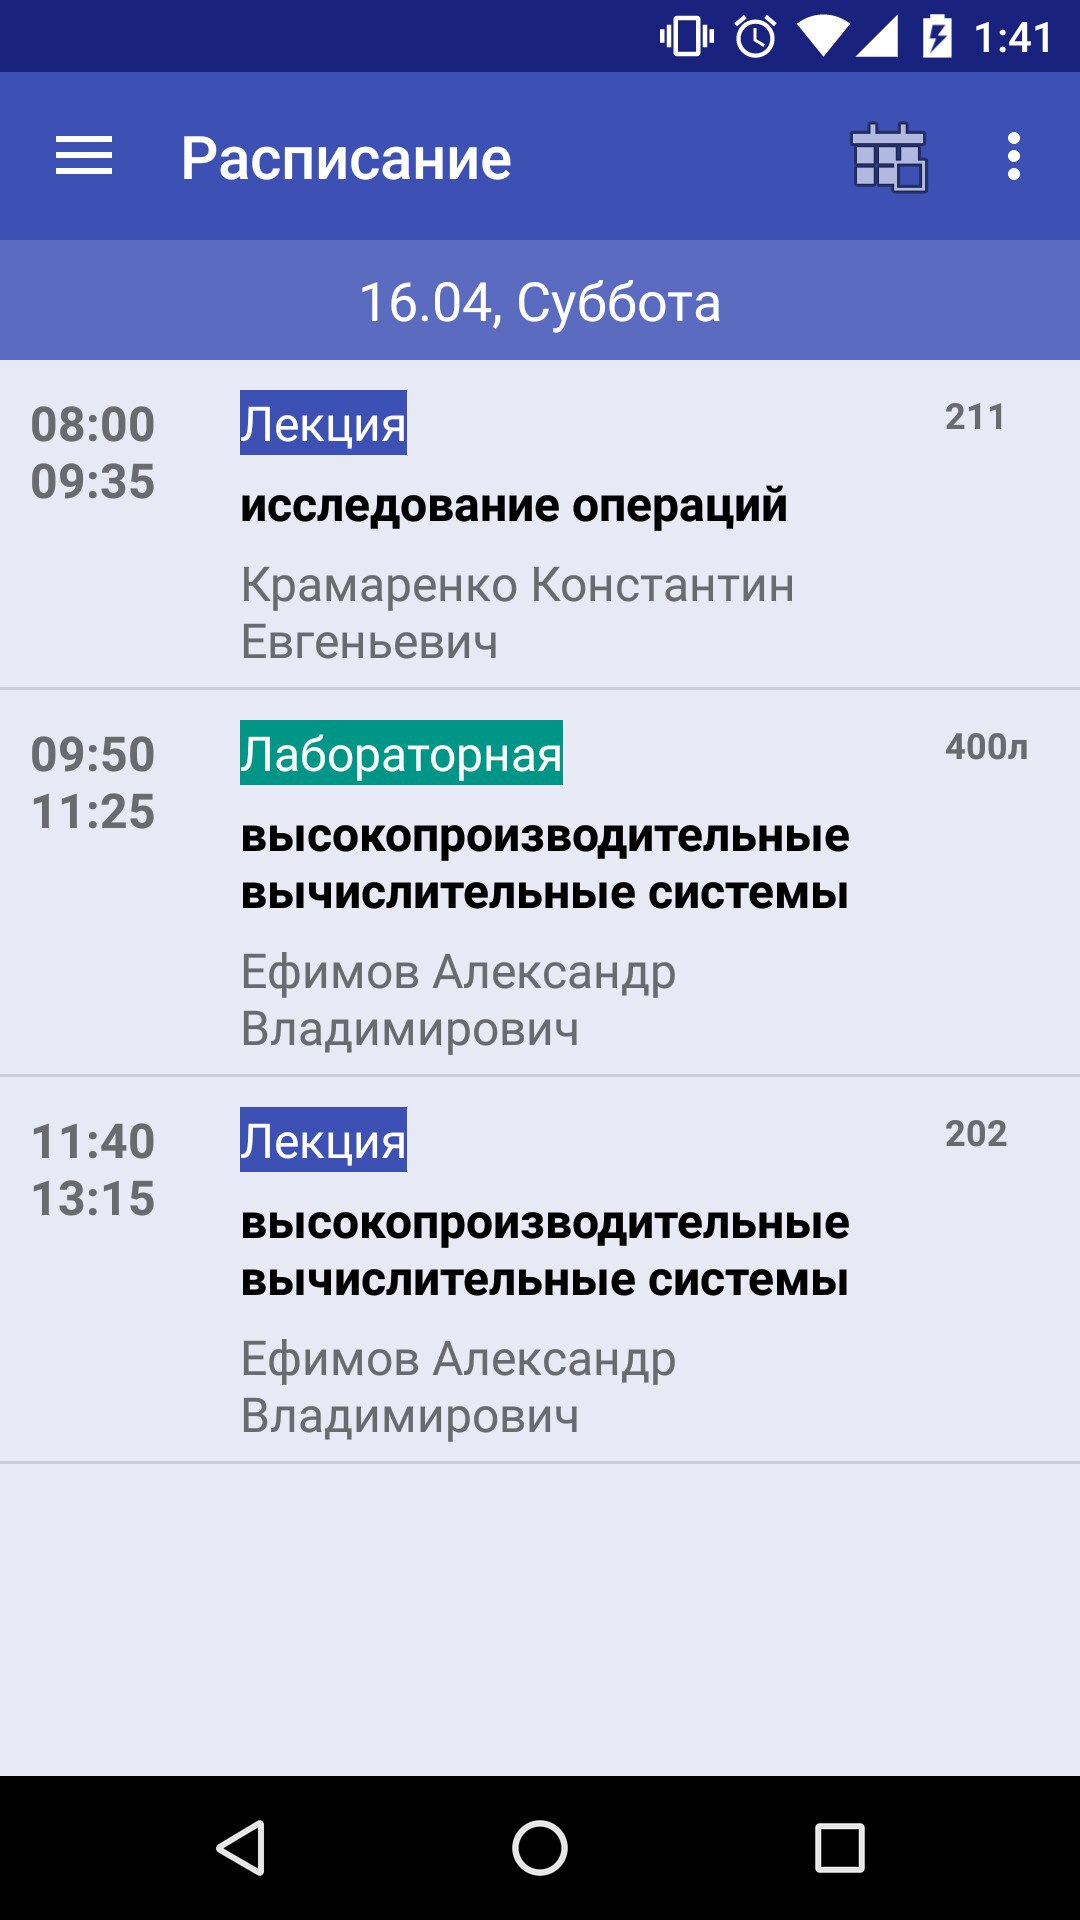 1:41
Расписание
16.04, Суббота
08:00
09:35
Лекция
211
исследование операций
Крамаренко Константин
Евгеньевич
09:50
11:25
Лабораторная
400л
высокопроизводительные
вычислительные системы
Ефимов Александр
Владимирович
11:40
13:15
Лекция
202
высокопроизводительные
вычислительные системы
Ефимов Александр
Владимирович